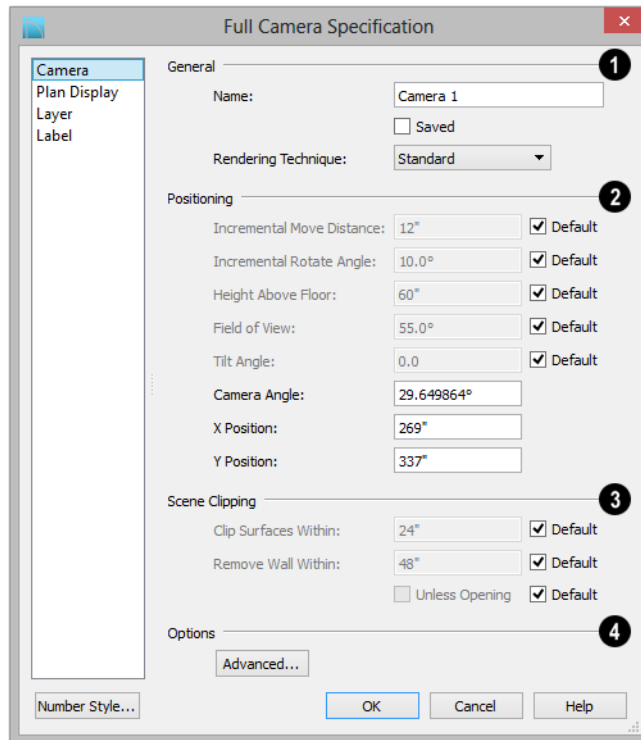 Full Camera Specification
Camera
Plan Display
Layer
Label
General 1
Name: Camera 1
Saved
Rendering Technique: Standard
Positioning 2
Incremental Move Distance: 12" Default
Incremental Rotate Angle: 10.0° Default
Height Above Floor: 60" Default
Field of View: 55.0° Default
Tilt Angle: 0.0 Default
Camera Angle: 29.649864°
X Position: 269"
Y Position: 337"
Scene Clipping 3
Clip Surfaces Within: 24" Default
Remove Wall Within: 48" Default
Unless Opening Default
Options 4
Advanced...
Number Style... OK Cancel Help